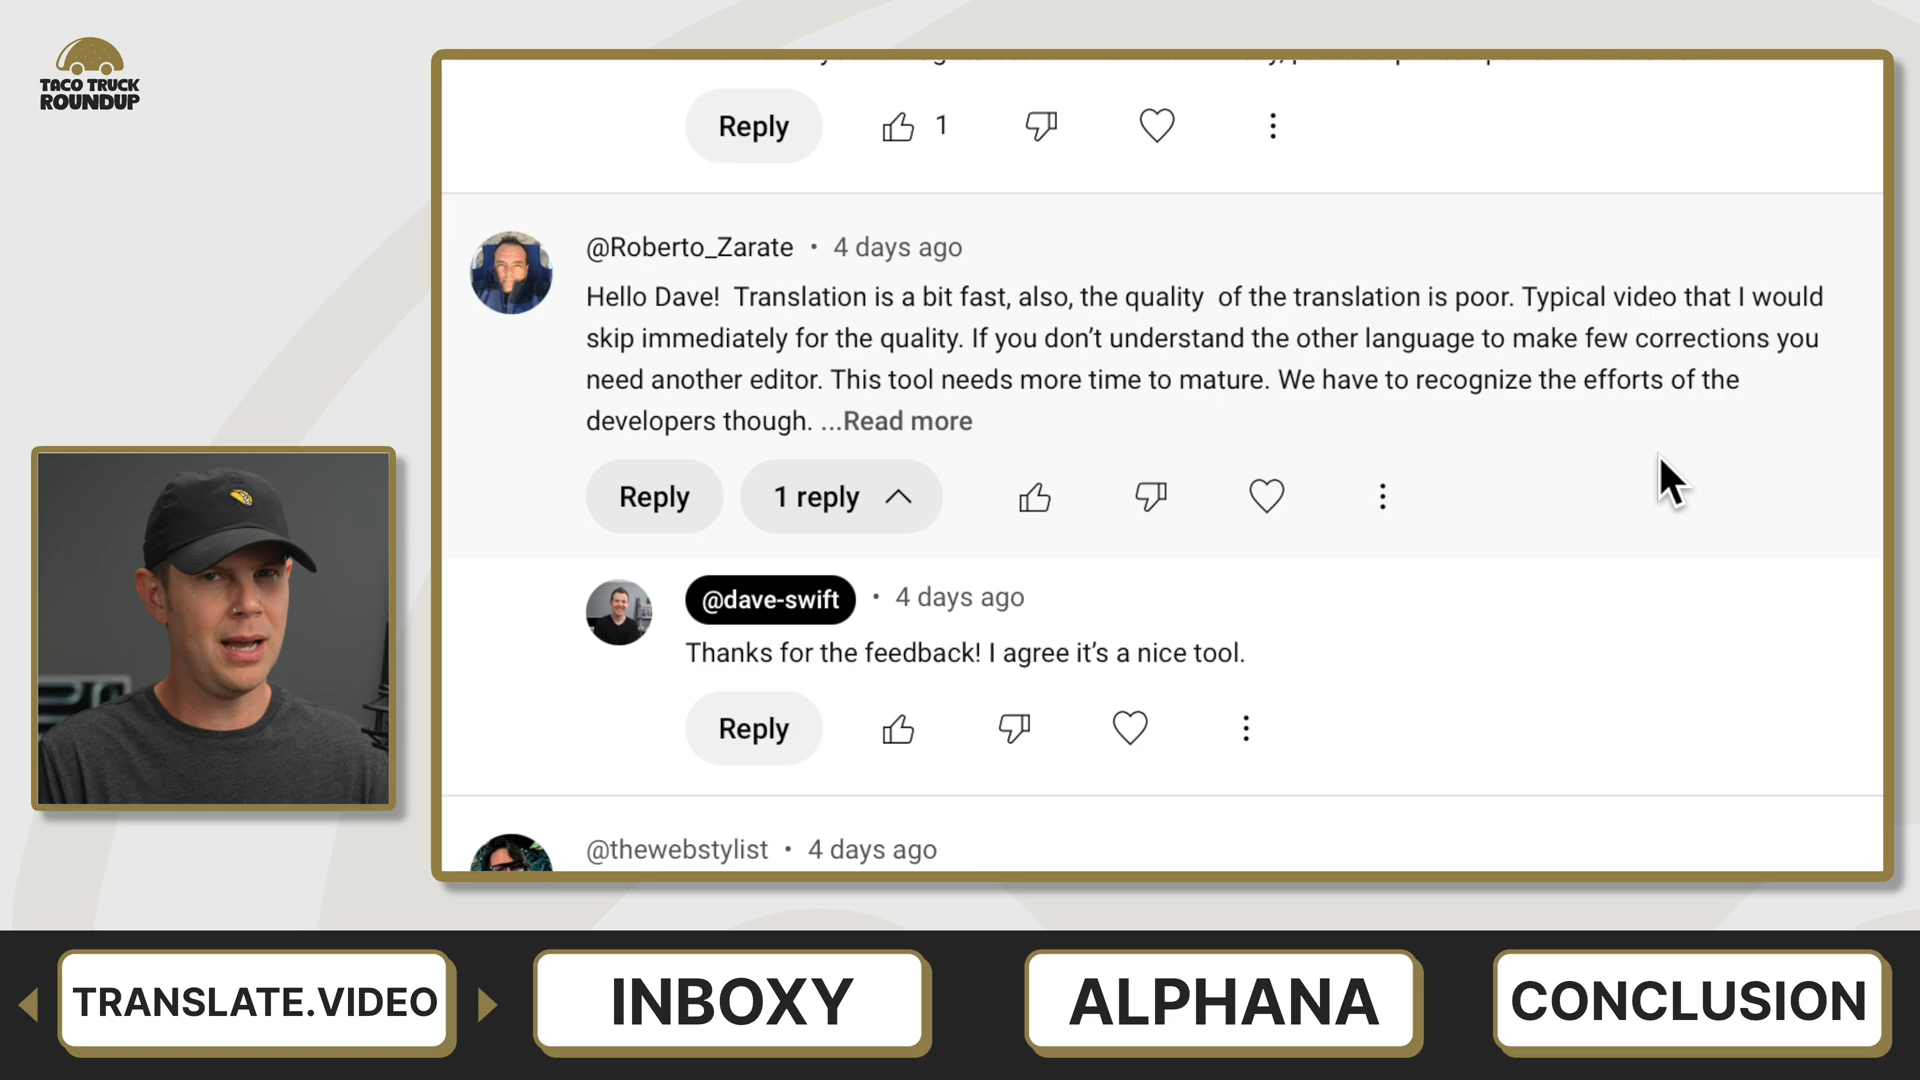 TACO TRUCK
ROUNDUP
Reply 1
@Roberto_Zarate • 4 days ago
Hello Dave!  Translation is a bit fast, also, the quality  of the translation is poor. Typical video that I would
skip immediately for the quality. If you don’t understand the other language to make few corrections you
need another editor. This tool needs more time to mature. We have to recognize the efforts of the
developers though. ...Read more
Reply 1 reply
@dave-swift • 4 days ago
Thanks for the feedback! I agree it’s a nice tool.
Reply
@thewebstylist • 4 days ago
TRANSLATE.VIDEO INBOXY ALPHANA CONCLUSION